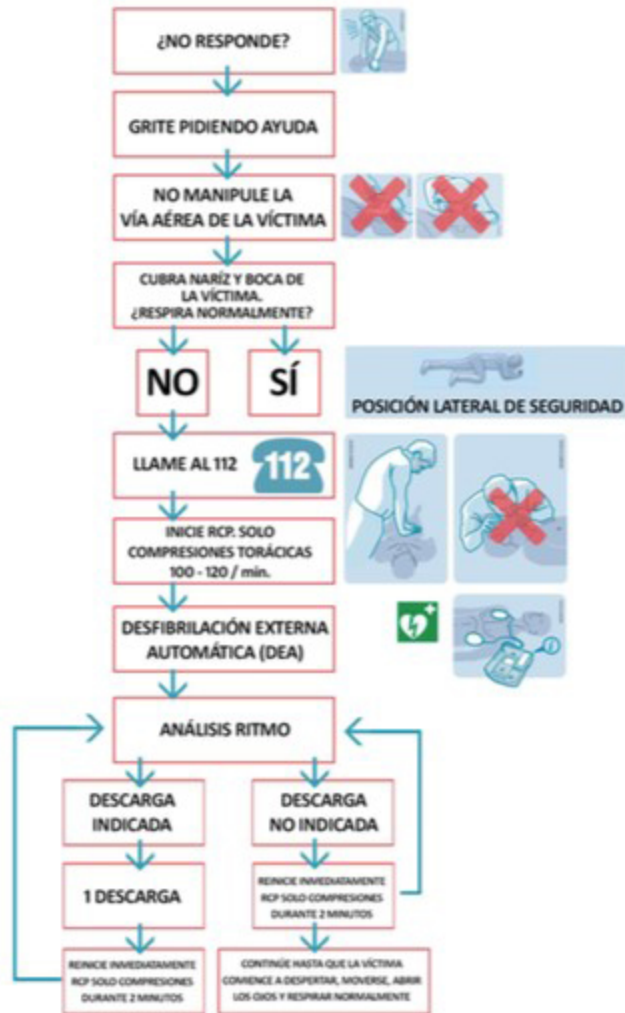 ¿NO RESPONDE?
GRITE PIDIENDO AYUDA
NO MANIPULE LA
VÍA AÉREA DE LA VÍCTIMA
CUBRA NARÍZ Y BOCA DE
LA VÍCTIMA.
¿RESPIRA NORMALMENTE?
NO
SÍ
POSICIÓN LATERAL DE SEGURIDAD
LLAME AL 112
112
INICIE RCP. SOLO
COMPRESIONES TORÁCICAS
100 - 120 / min.
DESFIBRILACIÓN EXTERNA
AUTOMÁTICA (DEA)
ANÁLISIS RITMO
DESCARGA
INDICADA
DESCARGA
NO INDICADA
1 DESCARGA
REINICIE INMEDIATAMENTE
RCP SOLO COMPRESIONES
DURANTE 2 MINUTOS
REINICIE INMEDIATAMENTE
RCP SOLO COMPRESIONES
DURANTE 2 MINUTOS
CONTINÚE HASTA QUE LA VÍCTIMA
COMIENCE A DESPERTAR, MOVERSE, ABRIR
LOS OJOS Y RESPIRAR NORMALMENTE